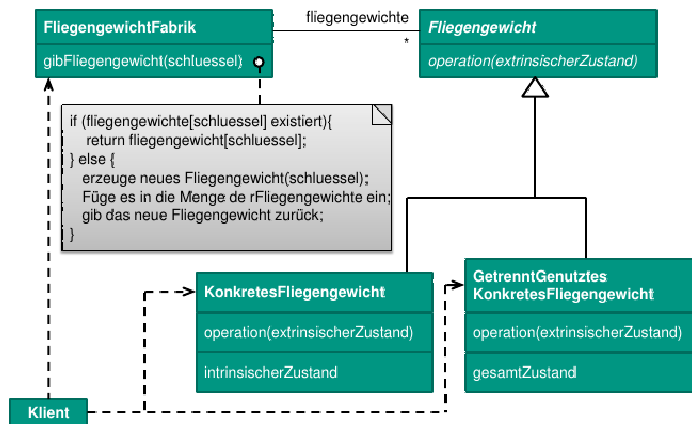 FliegengewichtFabrik
gibFliegengewicht(schluessel)
fliegengewichte
*
Fliegengewicht
operation(extrinsischerZustand)
if (fliegengewichte[schluessel] existiert){
return fliegengewicht[schluessel];
} else {
erzeuge neues Fliegengewicht(schluessel);
Füge es in die Menge de rFliegengewichte ein;
gib das neue Fliegengewicht zurück;
}
KonkretesFliegengewicht
operation(extrinsischerZustand)
intrinsischerZustand
GetrenntGenutztes
KonkretesFliegengewicht
operation(extrinsischerZustand)
gesamtZustand
Klient